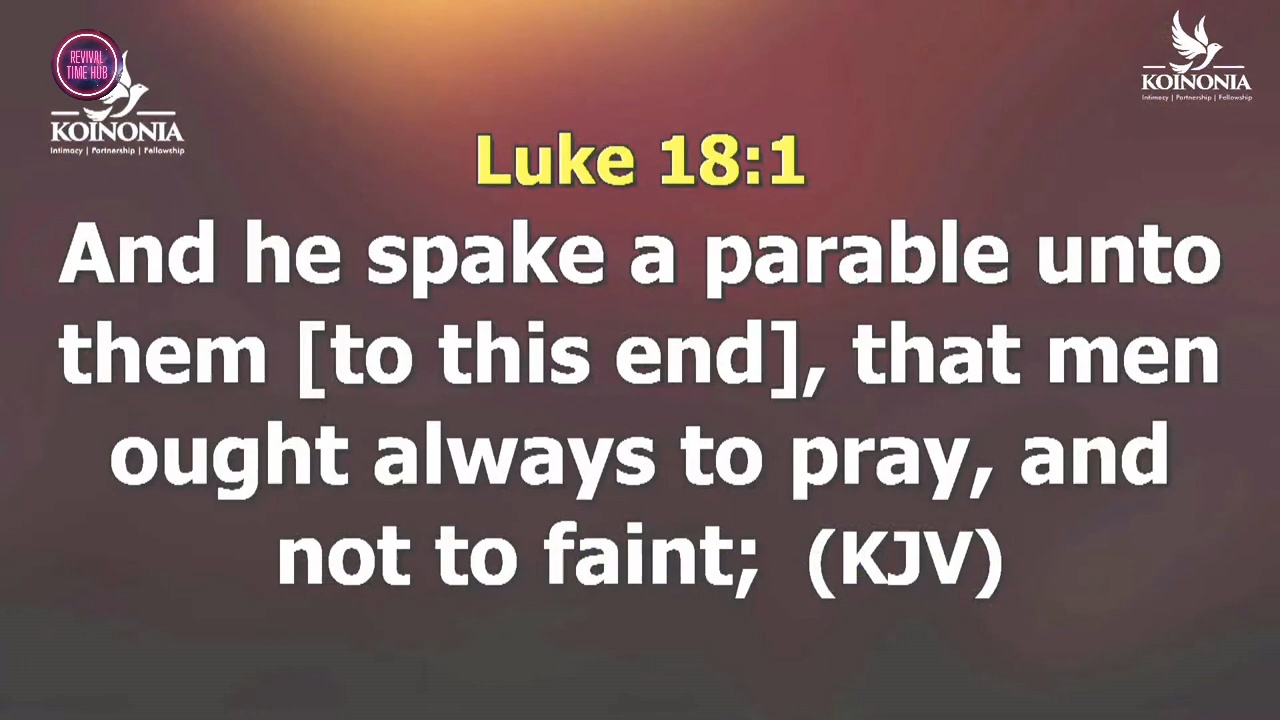 REVIVAL
TIME HUB
KOINONIA
Intimacy | Partnership | Fellowship
KOINONIA
Intimacy | Partnership | Fellowship
Luke 18:1
And he spake a parable unto
them [to this end], that men
ought always to pray, and
not to faint; (KJV)